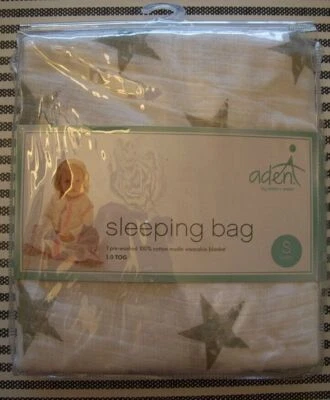 aden
by aden + anais
sleeping bag
1 pre-washed 100% cotton muslin wearable blanket
1.0 TOG
S